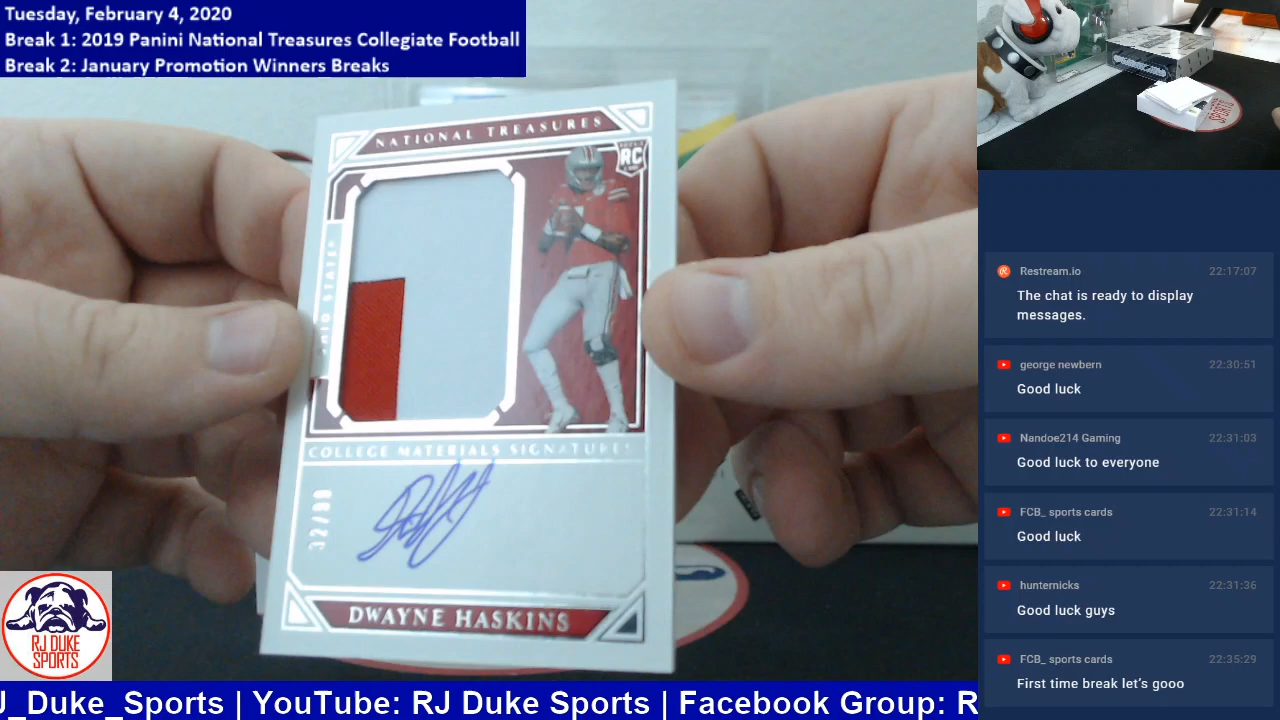 Tuesday, February 4, 2020
Break 1: 2019 Panini National Treasures Collegiate Football
Break 2: January Promotion Winners Breaks
NATIONAL TREASURES
RC
OHIO STATE
COLLEGE MATERIALS SIGNATURES
32/99
DWAYNE HASKINS
RJ DUKE
SPORTS
Restream.io 22:17:07
The chat is ready to display
messages.
george newbern 22:30:51
Good luck
Nandoe214 Gaming 22:31:03
Good luck to everyone
FCB_ sports cards 22:31:14
Good luck
hunternicks 22:31:36
Good luck guys
FCB_ sports cards 22:35:29
First time break let's gooo
J_Duke_Sports | YouTube: RJ Duke Sports | Facebook Group: R